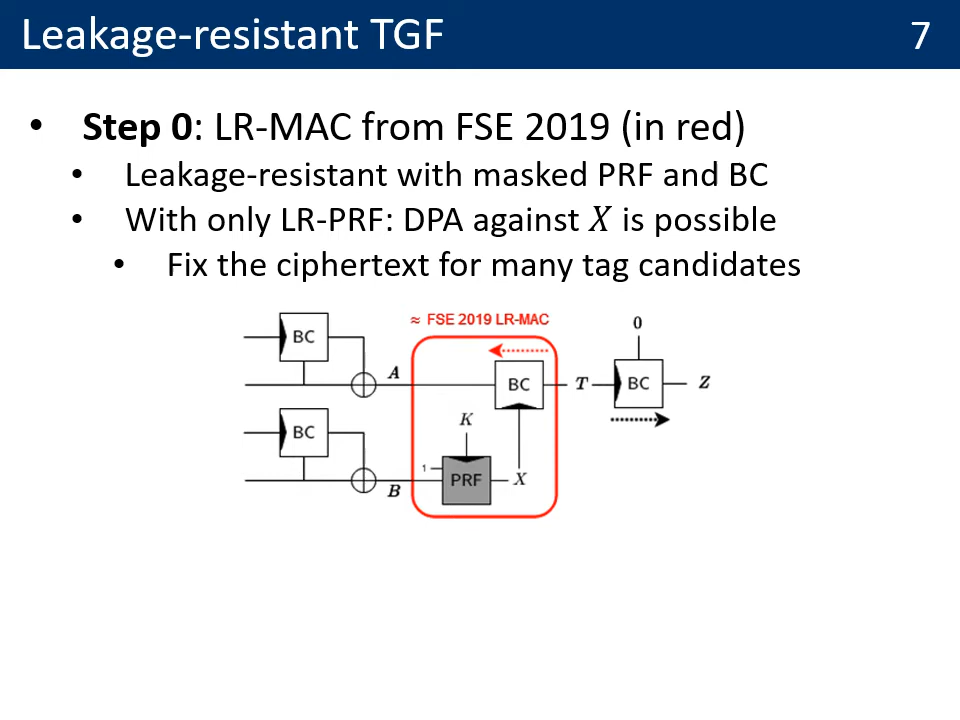 Leakage-resistant TGF 7
• Step 0: LR-MAC from FSE 2019 (in red)
• Leakage-resistant with masked PRF and BC
• With only LR-PRF: DPA against X is possible
• Fix the ciphertext for many tag candidates
≈ FSE 2019 LR-MAC
0
BC
A
BC
T
BC
Z
K
BC
1
PRF
X
B